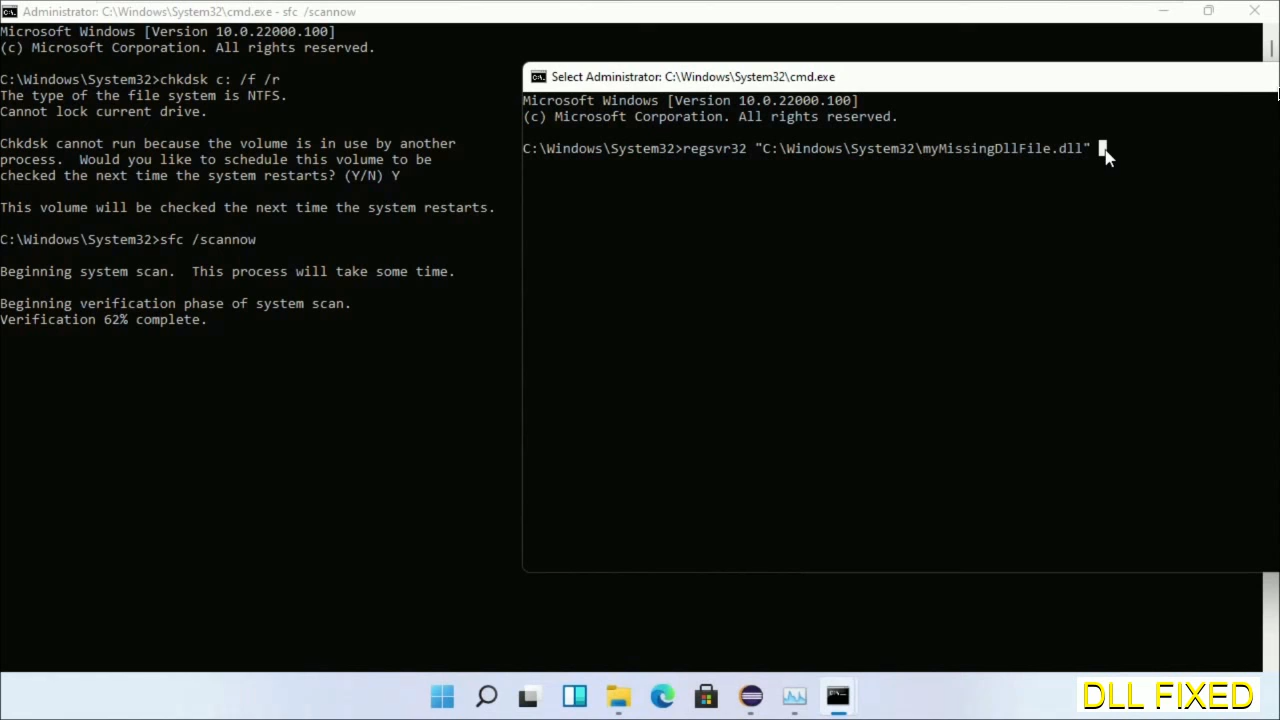 Administrator: C:\Windows\System32\cmd.exe - sfc /scannow
Microsoft Windows [Version 10.0.22000.100]
(c) Microsoft Corporation. All rights reserved.
C:\Windows\System32>chkdsk c: /f /r
The type of the file system is NTFS.
Cannot lock current drive.
Chkdsk cannot run because the volume is in use by another
process.  Would you like to schedule this volume to be
checked the next time the system restarts? (Y/N) Y
This volume will be checked the next time the system restarts.
C:\Windows\System32>sfc /scannow
Beginning system scan.  This process will take some time.
Beginning verification phase of system scan.
Verification 62% complete.
Select Administrator: C:\Windows\System32\cmd.exe
Microsoft Windows [Version 10.0.22000.100]
(c) Microsoft Corporation. All rights reserved.
C:\Windows\System32>regsvr32 "C:\Windows\System32\myMissingDllFile.dll"
DLL FIXED